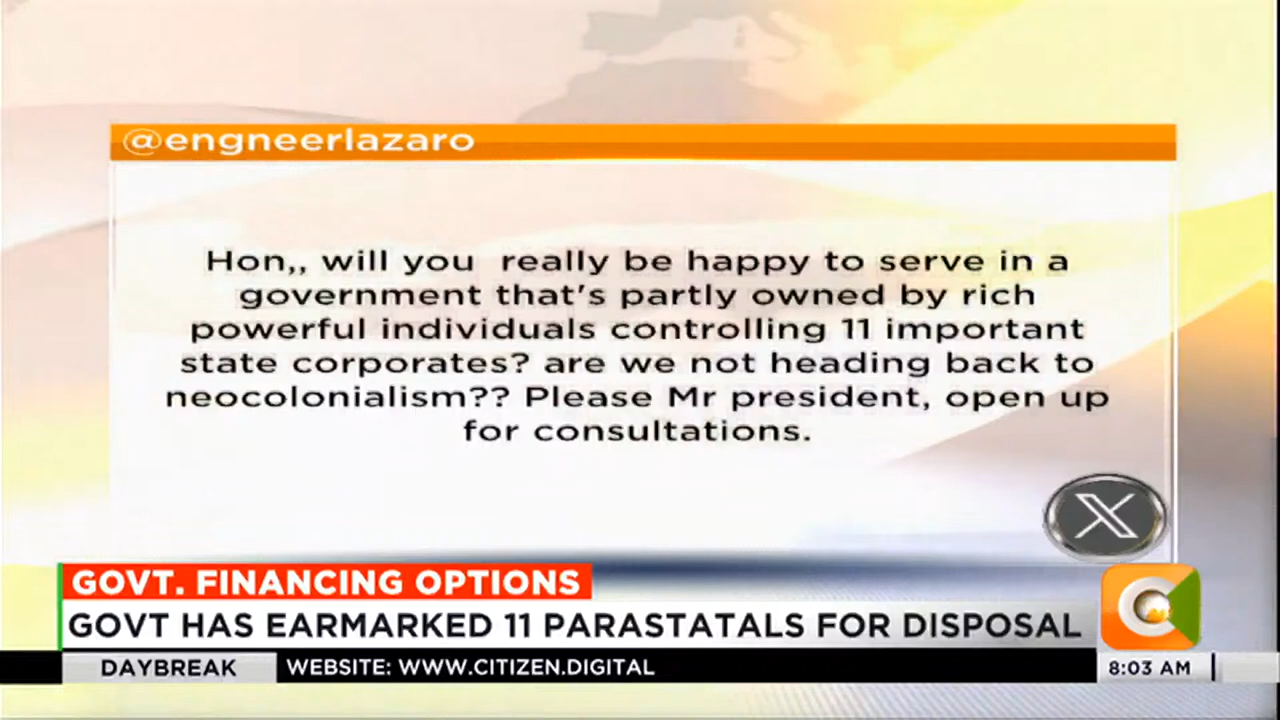 @engneerlazaro
Hon,, will you really be happy to serve in a
government that's partly owned by rich
powerful individuals controlling 11 important
state corporates? are we not heading back to
neocolonialism?? Please Mr president, open up
for consultations.
GOVT. FINANCING OPTIONS
GOVT HAS EARMARKED 11 PARASTATALS FOR DISPOSAL
DAYBREAK
WEBSITE: WWW.CITIZEN.DIGITAL
8:03 AM